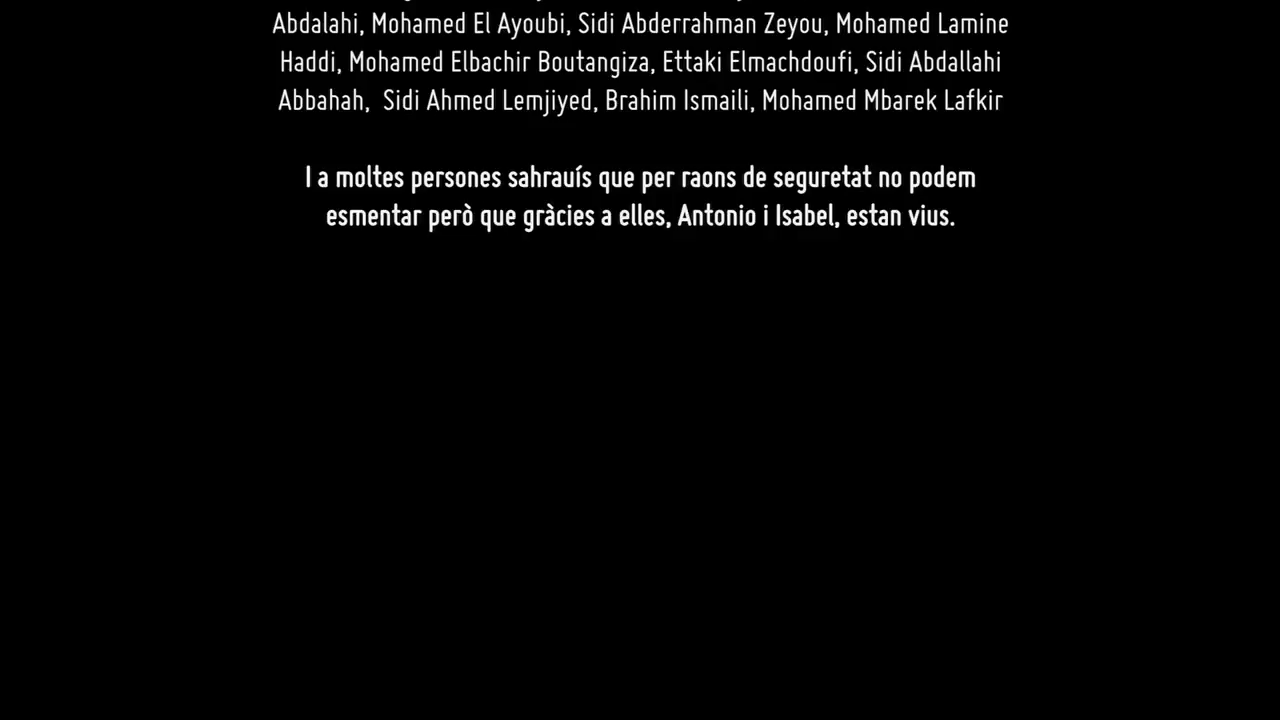 Abdalahi, Mohamed El Ayoubi, Sidi Abderrahman Zeyou, Mohamed Lamine
Haddi, Mohamed Elbachir Boutangiza, Ettaki Elmachdoufi, Sidi Abdallahi
Abbahah,  Sidi Ahmed Lemjiyed, Brahim Ismaili, Mohamed Mbarek Lafkir
I a moltes persones sahrauís que per raons de seguretat no podem
esmentar però que gràcies a elles, Antonio i Isabel, estan vius.